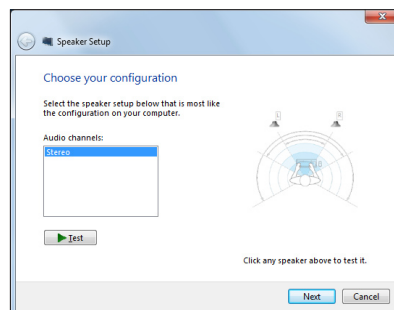 Speaker Setup
Choose your configuration
Select the speaker setup below that is most like
the configuration on your computer.
Audio channels:
Stereo
L
R
Test
Click any speaker above to test it.
Next
Cancel